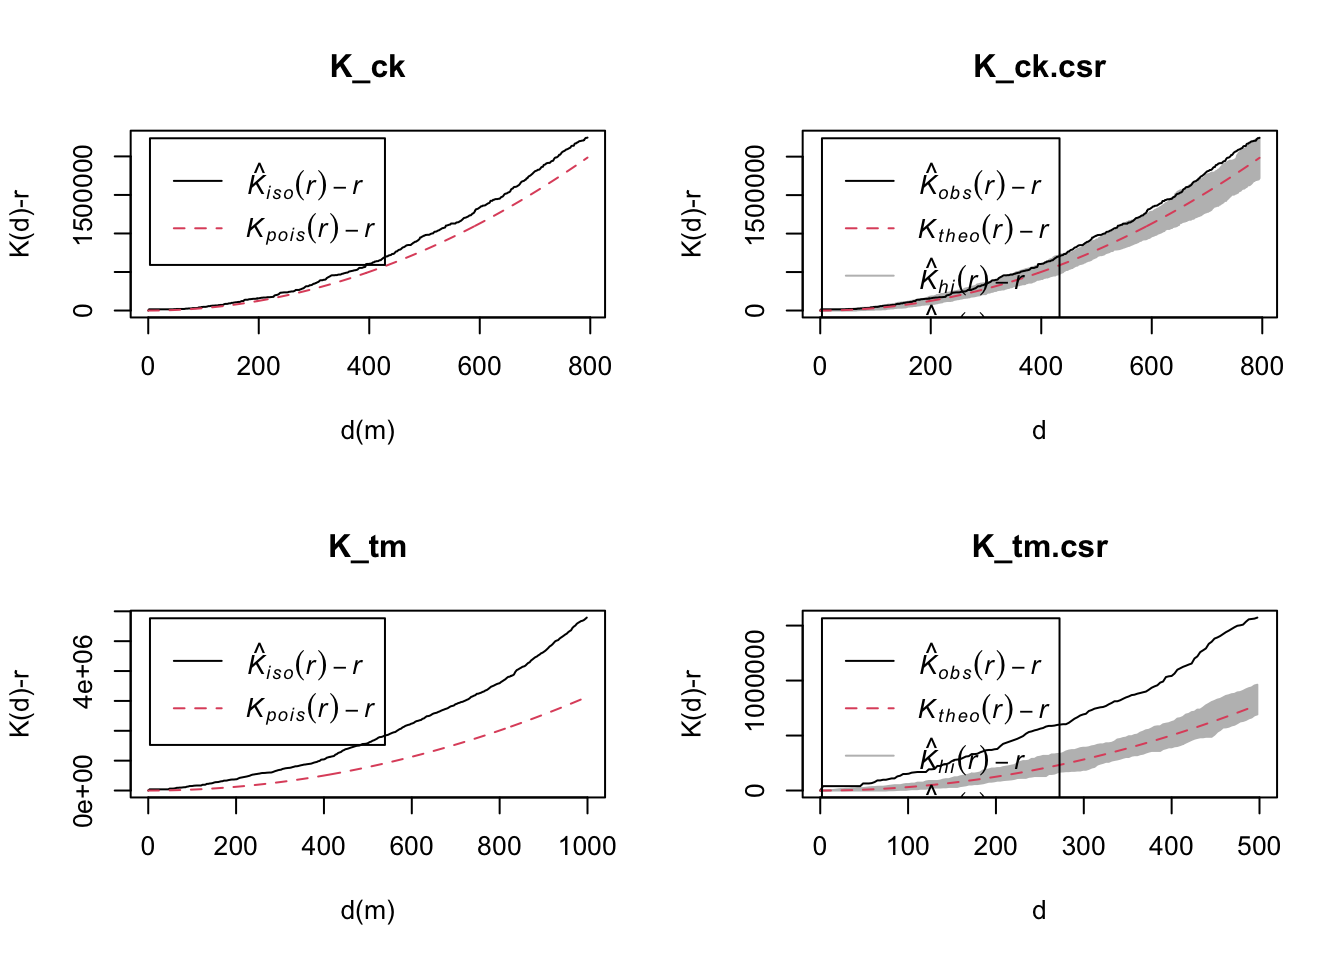 K_ck
K(d)-r
1500000
0
K̂iso(r) − r
Kpois(r) − r
0 200 400 600 800
d(m)
K_ck.csr
K(d)-r
1500000
0
K̂obs(r) − r
Ktheo(r) − r
K̂hi(r) − r
0 200 400 600 800
d
K_tm
K(d)-r
4e+06
0e+00
K̂iso(r) − r
Kpois(r) − r
0 200 400 600 800 1000
d(m)
K_tm.csr
K(d)-r
1000000
0
K̂obs(r) − r
Ktheo(r) − r
K̂hi(r) − r
0 100 200 300 400 500
d